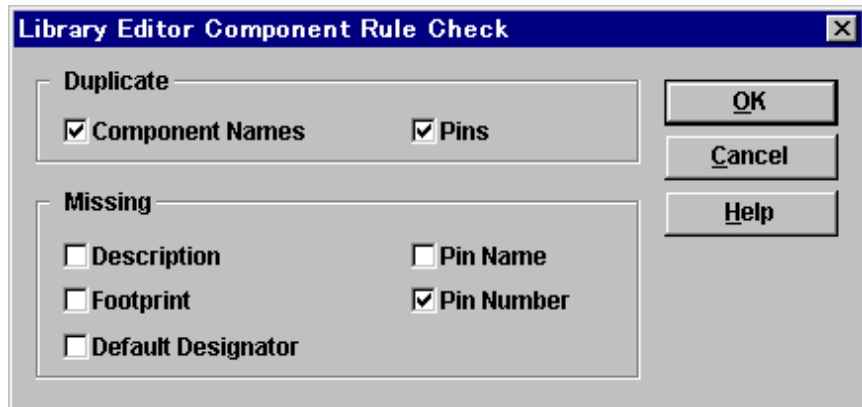 Library Editor Component Rule Check
Duplicate
Component Names
Pins
OK
Cancel
Help
Missing
Description
Pin Name
Footprint
Pin Number
Default Designator